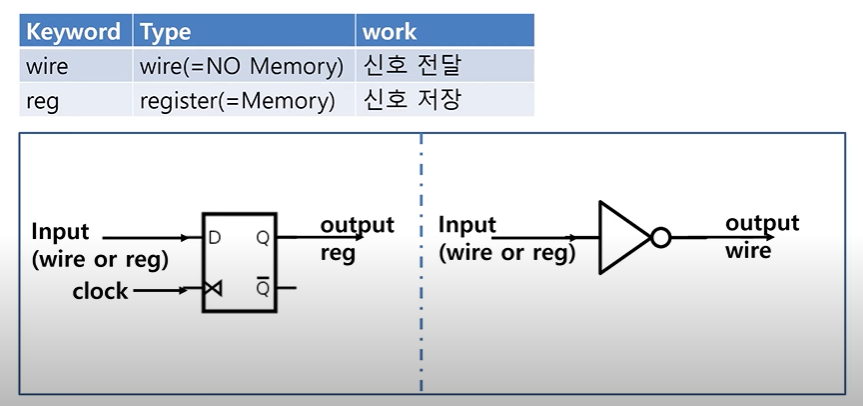 Keyword Type work
wire wire(=NO Memory) 신호 전달
reg register(=Memory) 신호 저장
Input
(wire or reg)
clock
D Q
Q̅
output
reg
Input
(wire or reg)
output
wire